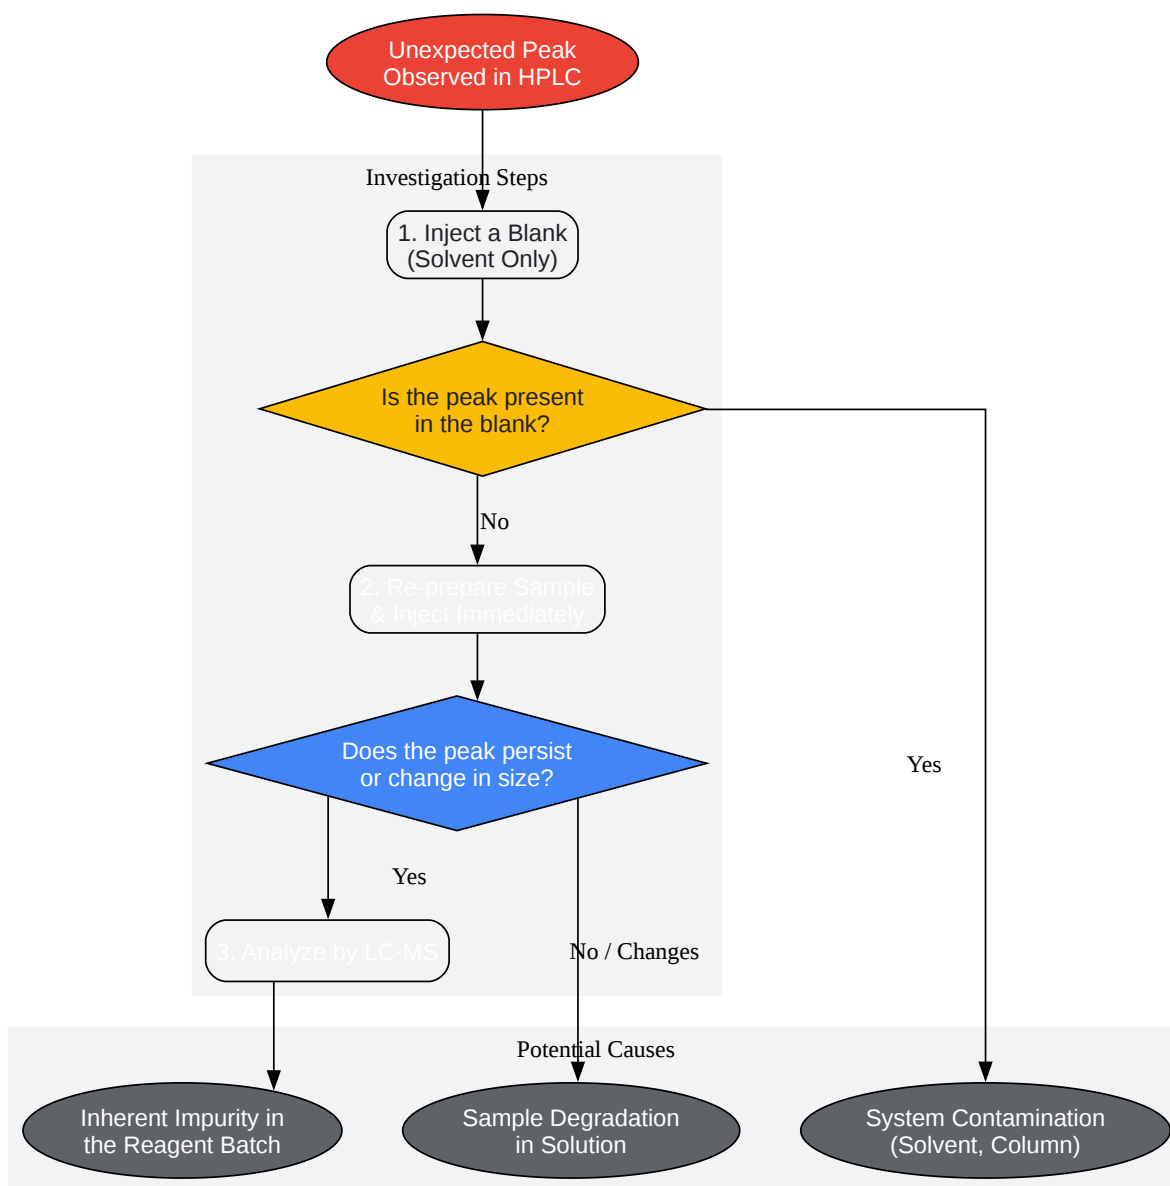 Unexpected Peak
Observed in HPLC
Investigation Steps
1. Inject a Blank
(Solvent Only)
Is the peak present
in the blank?
No
2. Re-prepare Sample
& Inject Immediately
Does the peak persist
or change in size?
Yes
Yes
3. Analyze by LC-MS
No / Changes
Potential Causes
Inherent Impurity in
the Reagent Batch
Sample Degradation
in Solution
System Contamination
(Solvent, Column)